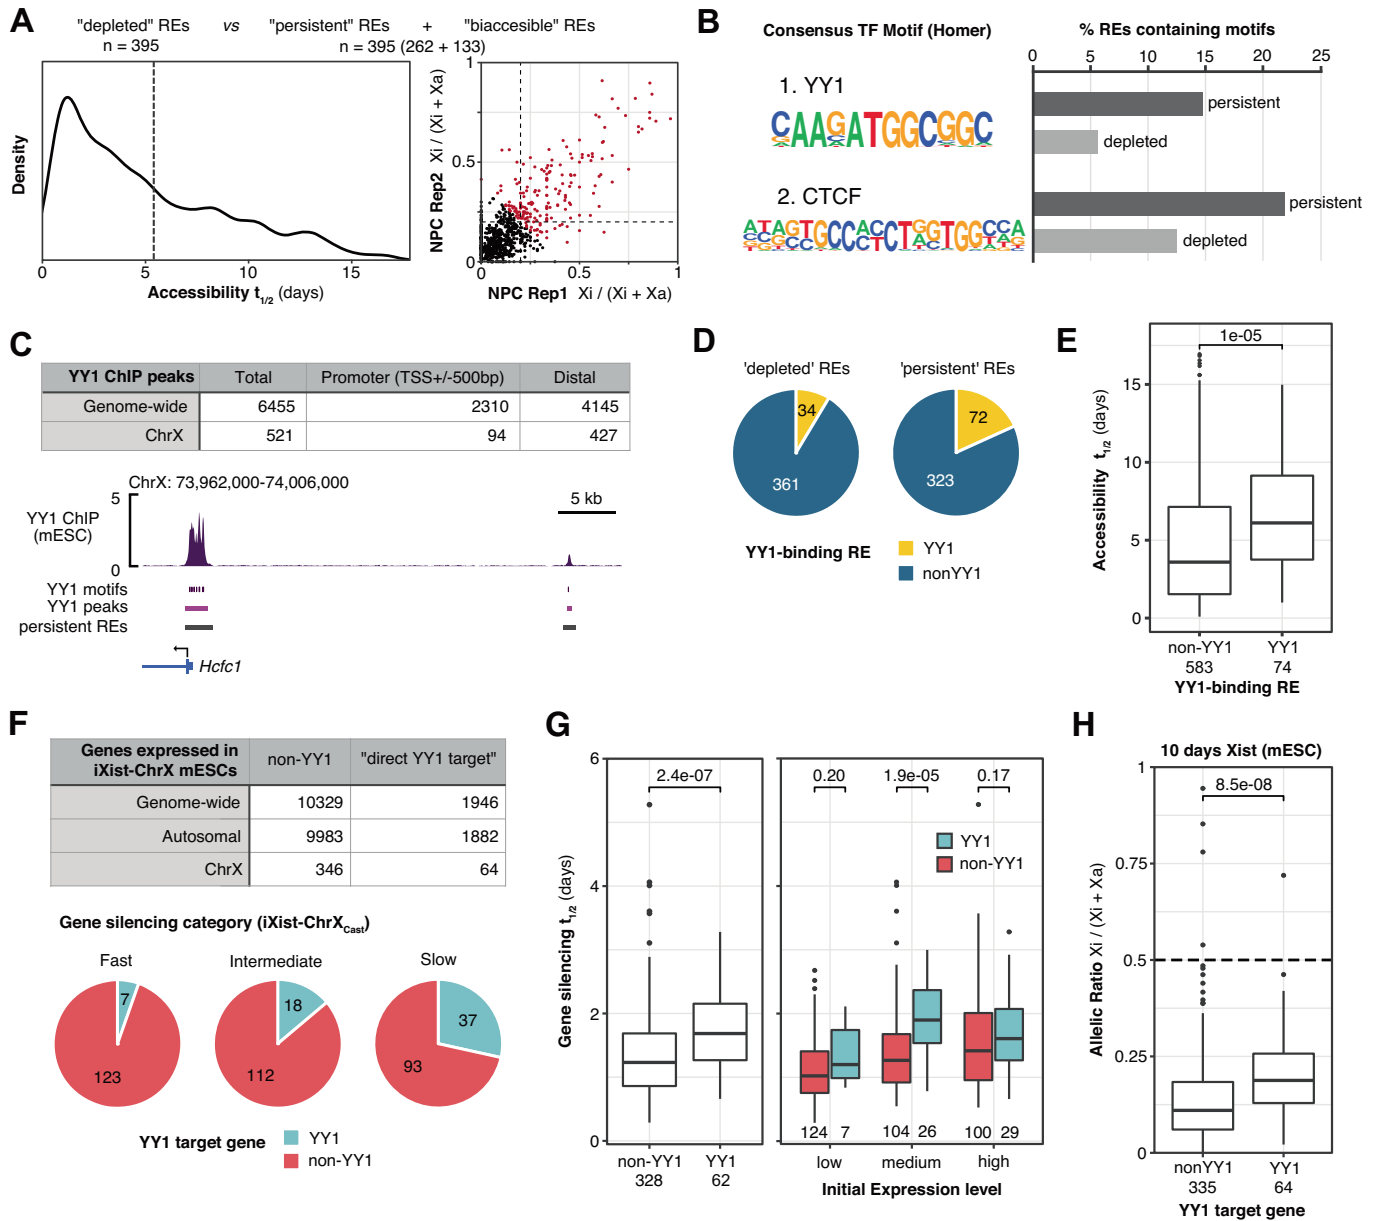 A
"depleted" REs vs "persistent" REs + "biaccesible" REs
n = 395 n = 395 (262 + 133)
Density
0 5 10 15
Accessibility t1/2 (days)
NPC Rep2 Xi / (Xi + Xa)
1
0.5
0
0 0.5 1
NPC Rep1 Xi / (Xi + Xa)
B
Consensus TF Motif (Homer)
% REs containing motifs
0 5 10 15 20 25
1. YY1
CAAGATGGCGGC
persistent
depleted
2. CTCF
persistent
depleted
C
YY1 ChIP peaks Total Promoter (TSS+/-500bp) Distal
Genome-wide 6455 2310 4145
ChrX 521 94 427
ChrX: 73,962,000-74,006,000
5
0
YY1 ChIP
(mESC)
5 kb
YY1 motifs
YY1 peaks
persistent REs
Hcfc1
D
'depleted' REs 'persistent' REs
34
361
72
323
YY1-binding RE
YY1
nonYY1
E
1e-05
Accessibility t1/2 (days)
15
10
5
0
non-YY1 YY1
583 74
YY1-binding RE
F
Genes expressed in
iXist-ChrX mESCs
non-YY1 "direct YY1 target"
Genome-wide 10329 1946
Autosomal 9983 1882
ChrX 346 64
Gene silencing category (iXist-ChrXCast)
Fast Intermediate Slow
7
123
18
112
37
93
YY1 target gene
YY1
non-YY1
G
Gene silencing t1/2 (days)
6
4
2
0
2.4e-07
non-YY1 YY1
328 62
0.20 1.9e-05 0.17
YY1
non-YY1
124 7 104 26 100 29
low medium high
Initial Expression level
H
10 days Xist (mESC)
8.5e-08
Allelic Ratio Xi / (Xi + Xa)
1
0.75
0.5
0.25
0
nonYY1 YY1
335 64
YY1 target gene